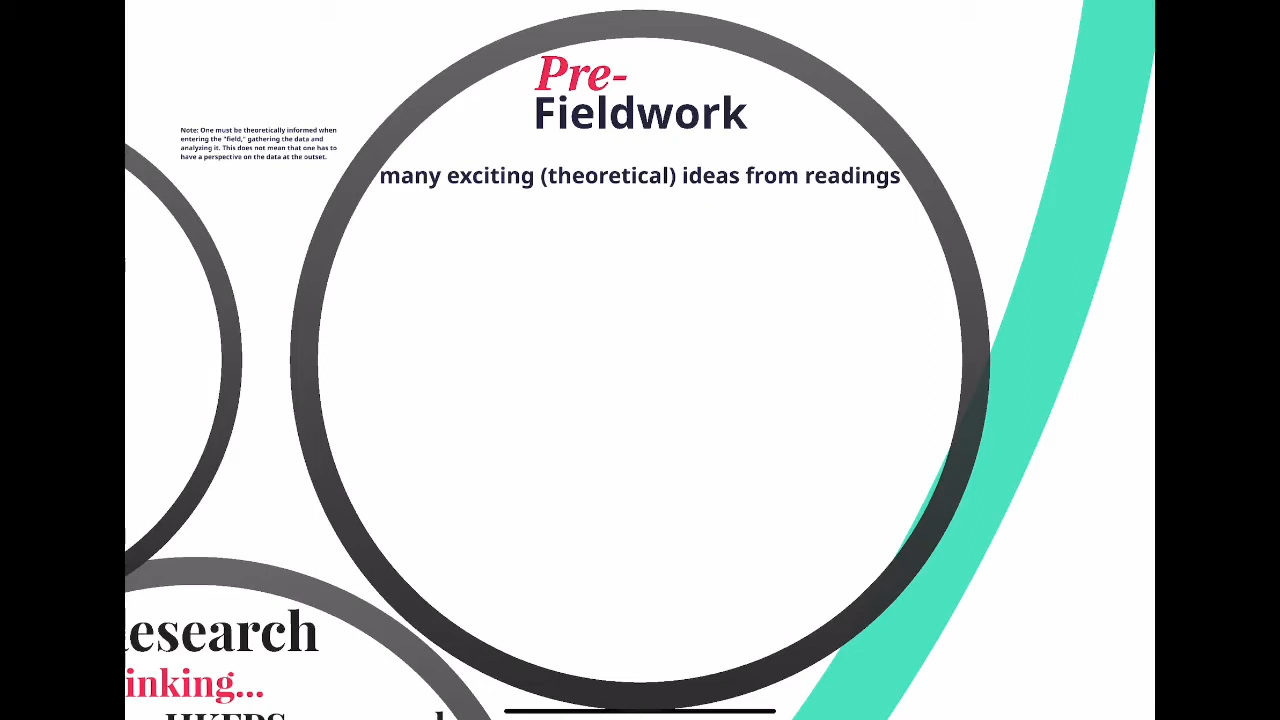 Pre-
Fieldwork
many exciting (theoretical) ideas from readings
Note: One must be theoretically informed when
entering the "field," gathering the data and
analyzing it. This does not mean that one has to
have a perspective on the data at the outset.
esearch
inking...